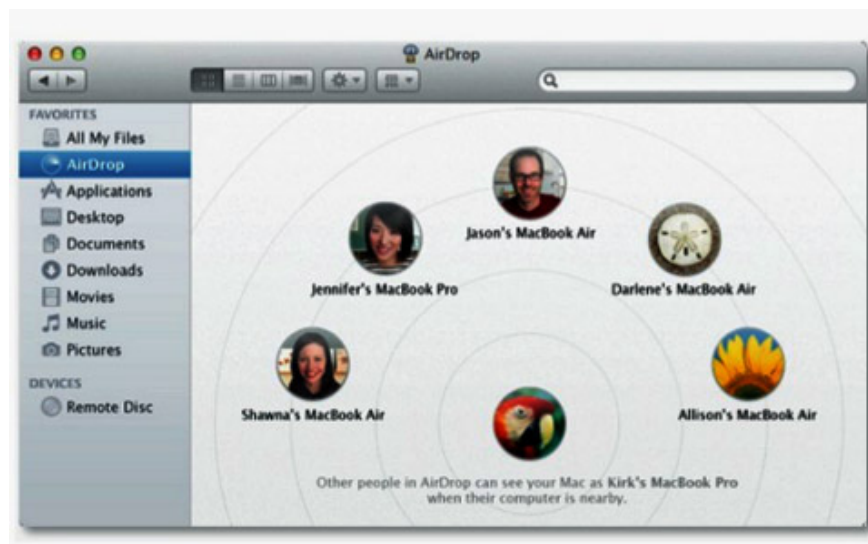 AirDrop
FAVORITES
All My Files
AirDrop
Applications
Desktop
Documents
Downloads
Movies
Music
Pictures
DEVICES
Remote Disc
Jason's MacBook Air
Jennifer's MacBook Pro
Darlene's MacBook Air
Shawna's MacBook Air
Allison's MacBook Air
Other people in AirDrop can see your Mac as Kirk's MacBook Pro
when their computer is nearby.